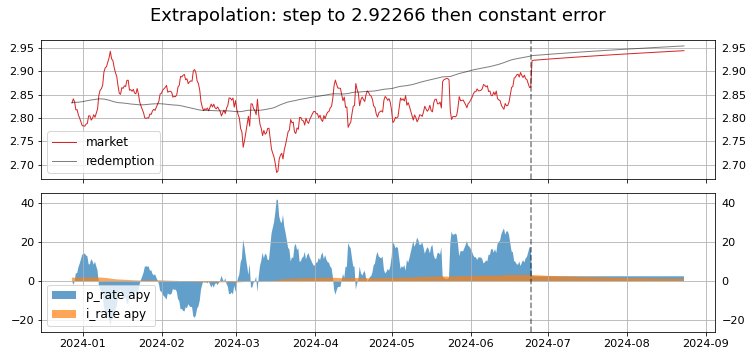 Extrapolation: step to 2.92266 then constant error
2.95 2.95
2.90 2.90
2.85 2.85
2.80 2.80
2.75 2.75
2.70 2.70
market
redemption
40 40
20 20
0 0
−20 −20
p_rate apy
i_rate apy
2024-01 2024-02 2024-03 2024-04 2024-05 2024-06 2024-07 2024-08 2024-09